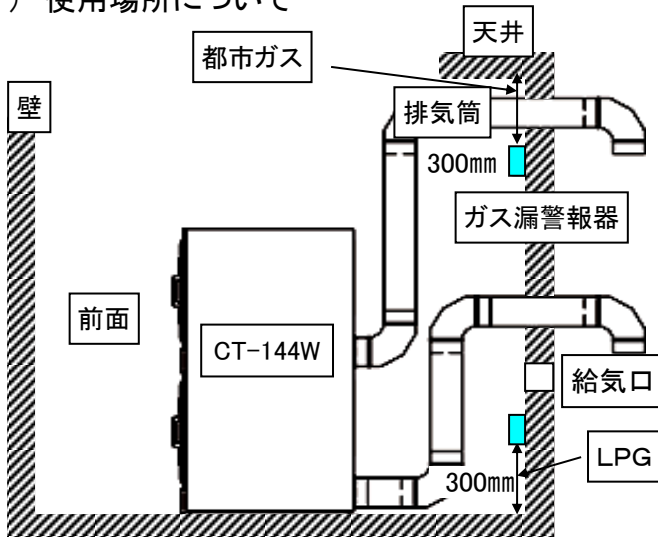 ) 使用場所について
天井
都市ガス
壁
排気筒
300mm
ガス漏警報器
前面
CT-144W
給気口
LPG
300mm